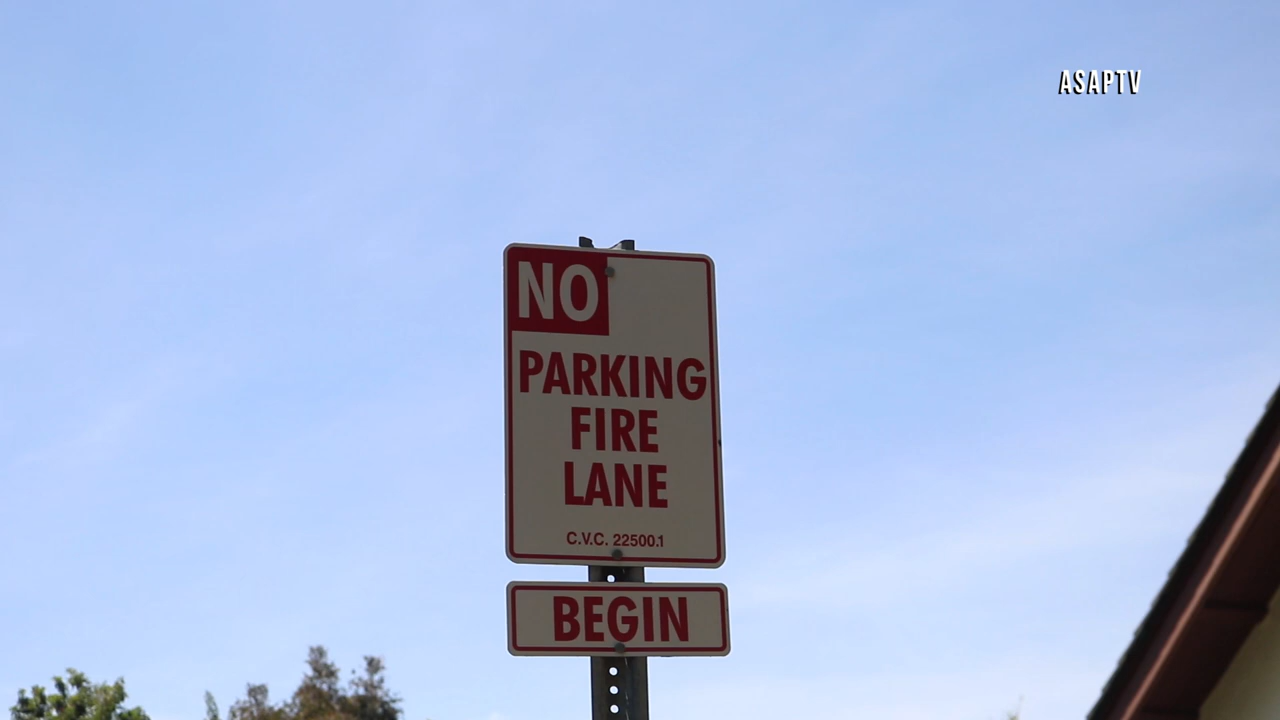 ASAPTV
NO
PARKING
FIRE
LANE
C.V.C. 22500.1
BEGIN